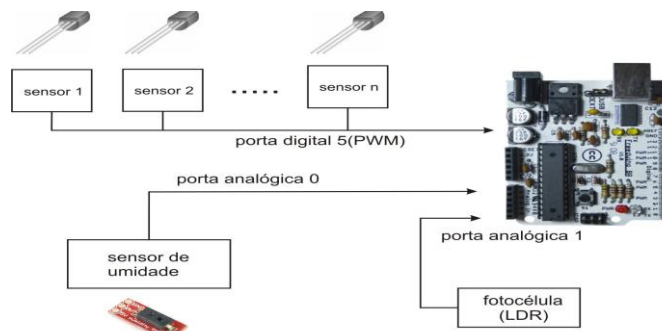 sensor 1
sensor 2
.....
sensor n
porta digital 5(PWM)
porta analógica 0
porta analógica 1
sensor de
umidade
fotocélula
(LDR)